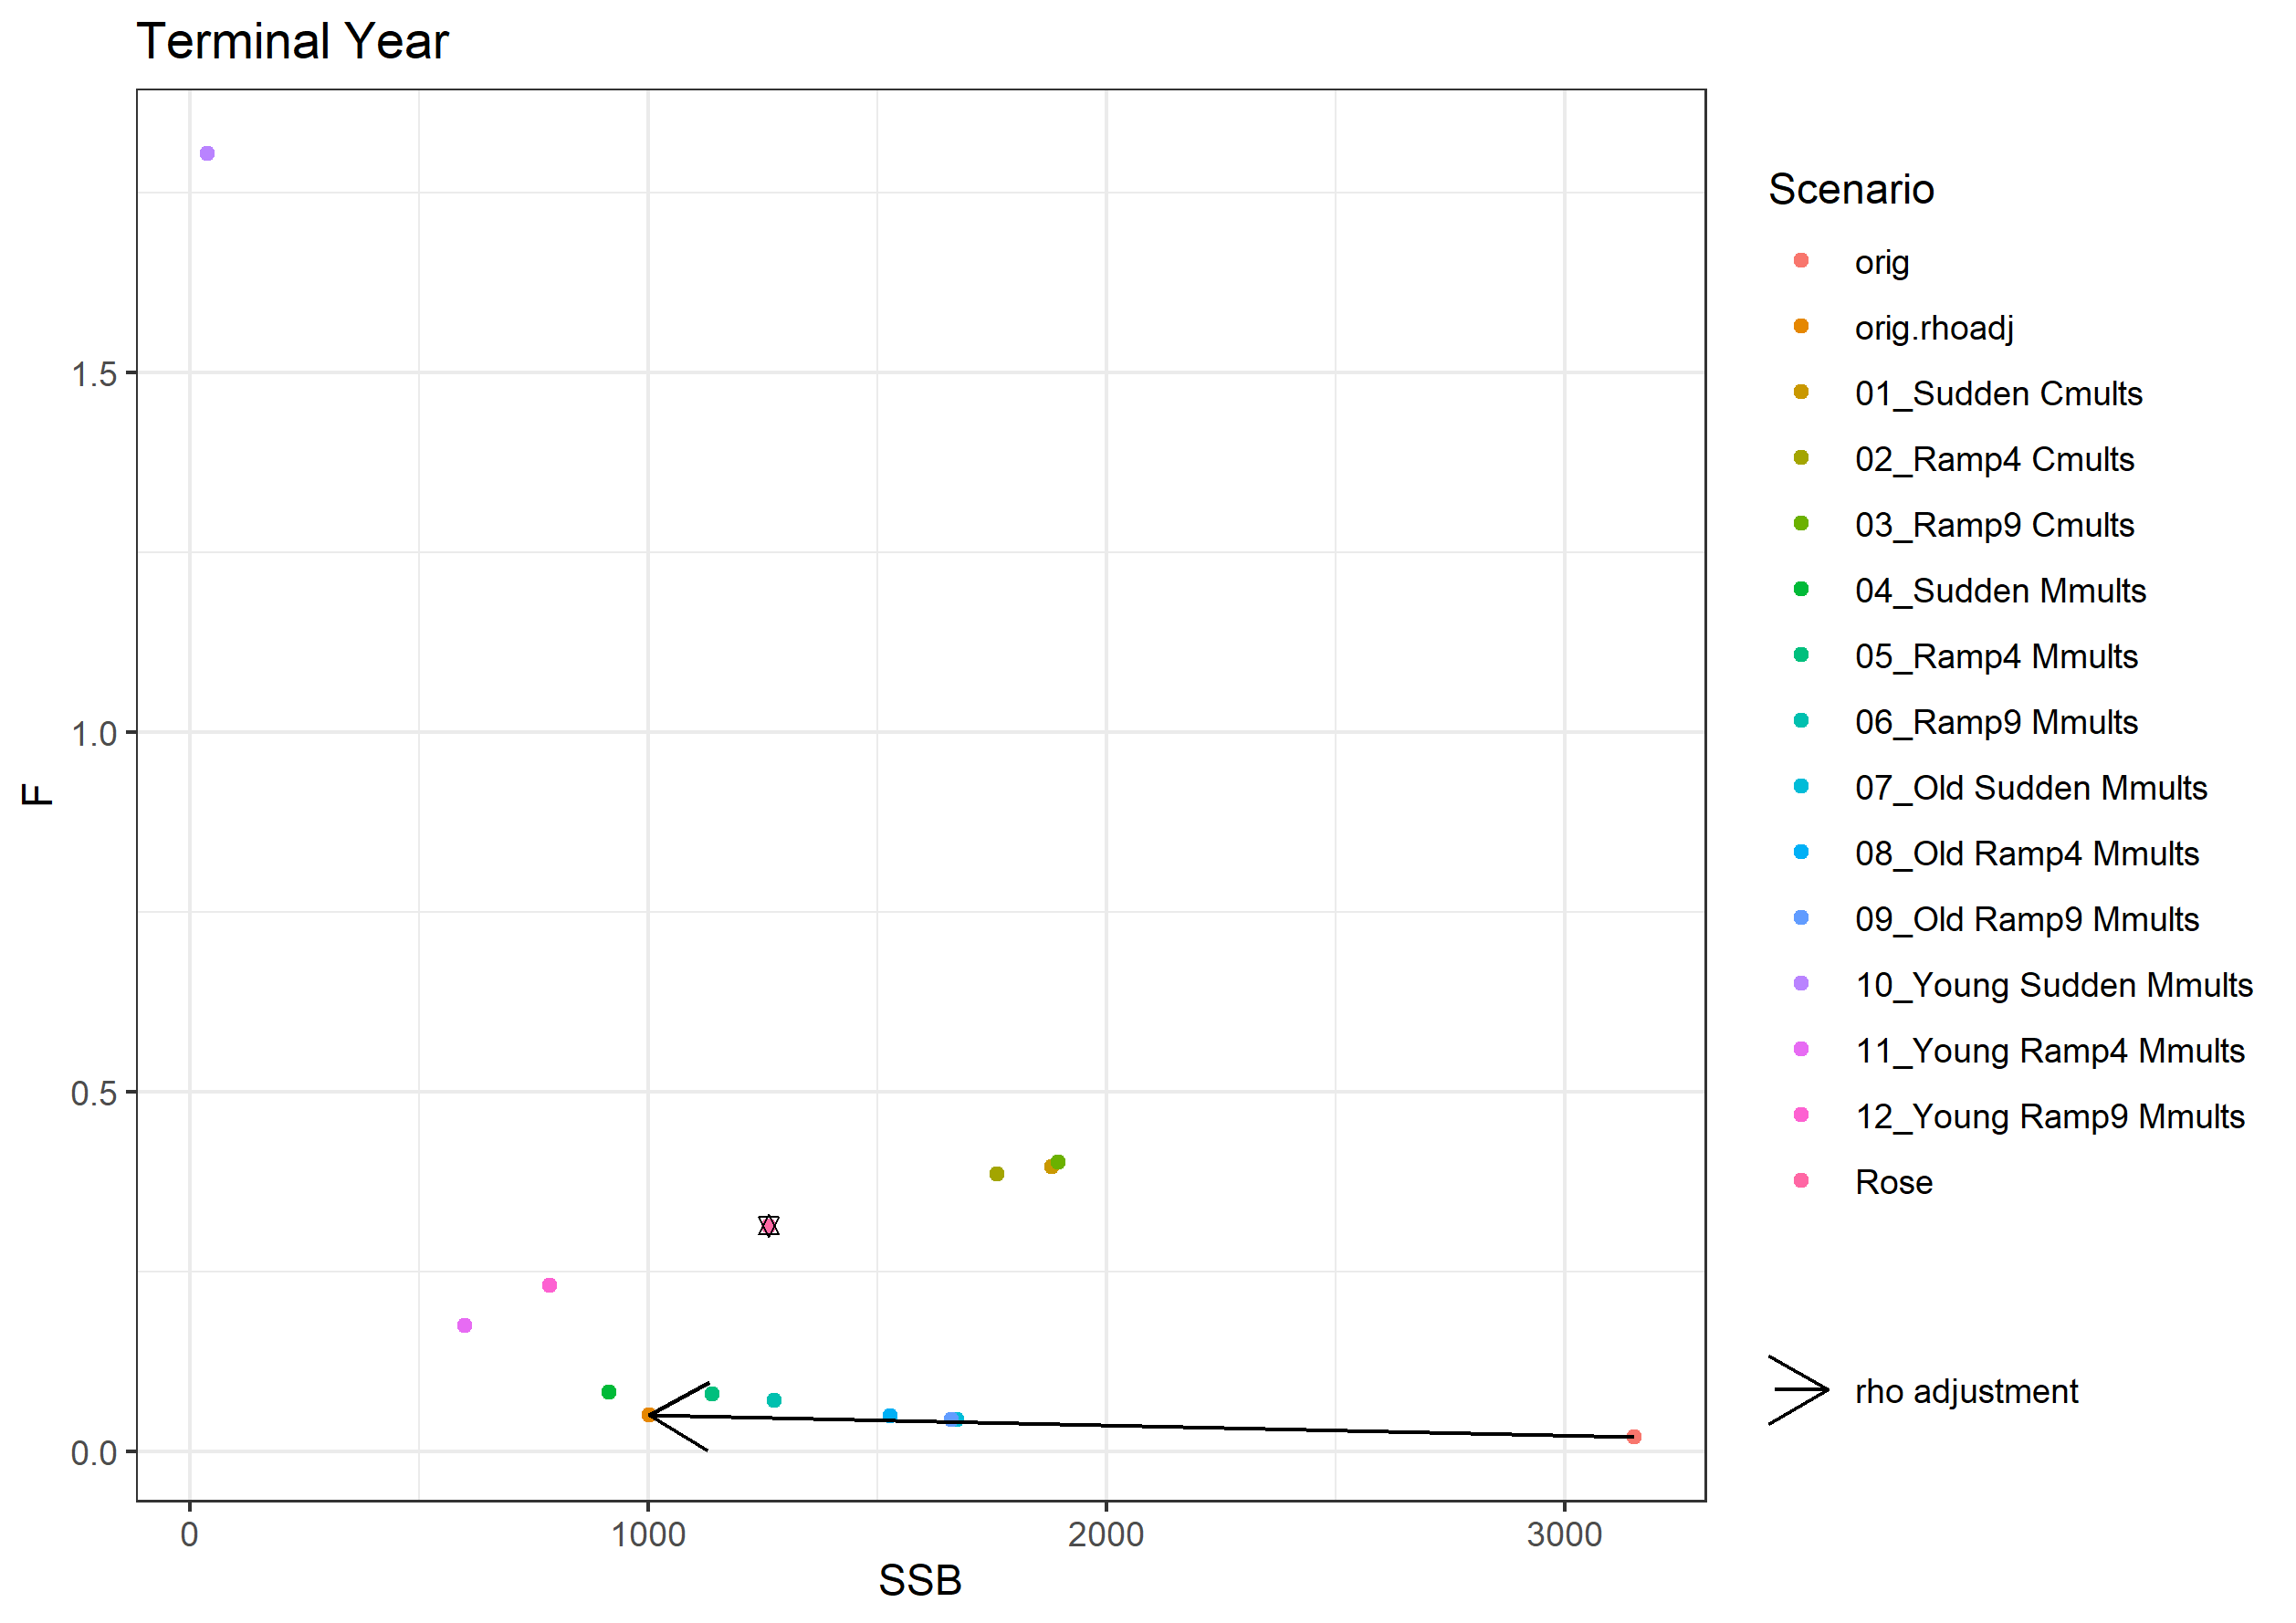 Terminal Year
F
1.5
1.0
0.5
0.0
0
1000
2000
3000
SSB
Scenario
orig
orig.rhoadj
01_Sudden Cmults
02_Ramp4 Cmults
03_Ramp9 Cmults
04_Sudden Mmults
05_Ramp4 Mmults
06_Ramp9 Mmults
07_Old Sudden Mmults
08_Old Ramp4 Mmults
09_Old Ramp9 Mmults
10_Young Sudden Mmults
11_Young Ramp4 Mmults
12_Young Ramp9 Mmults
Rose
rho adjustment